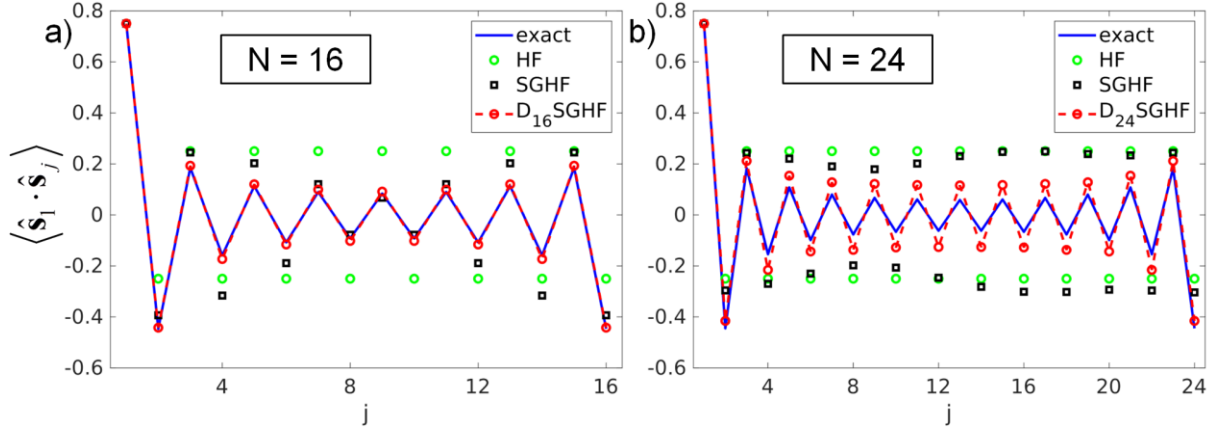 a)
N = 16
exact
HF
SGHF
D_16SGHF
0.8
0.6
0.4
0.2
0
-0.2
-0.4
-0.6
4
8
12
16
j
⟨ŝ₁ · ŝⱼ⟩
b)
N = 24
exact
HF
SGHF
D_24SGHF
0.8
0.6
0.4
0.2
0
-0.2
-0.4
-0.6
4
8
12
16
20
24
j